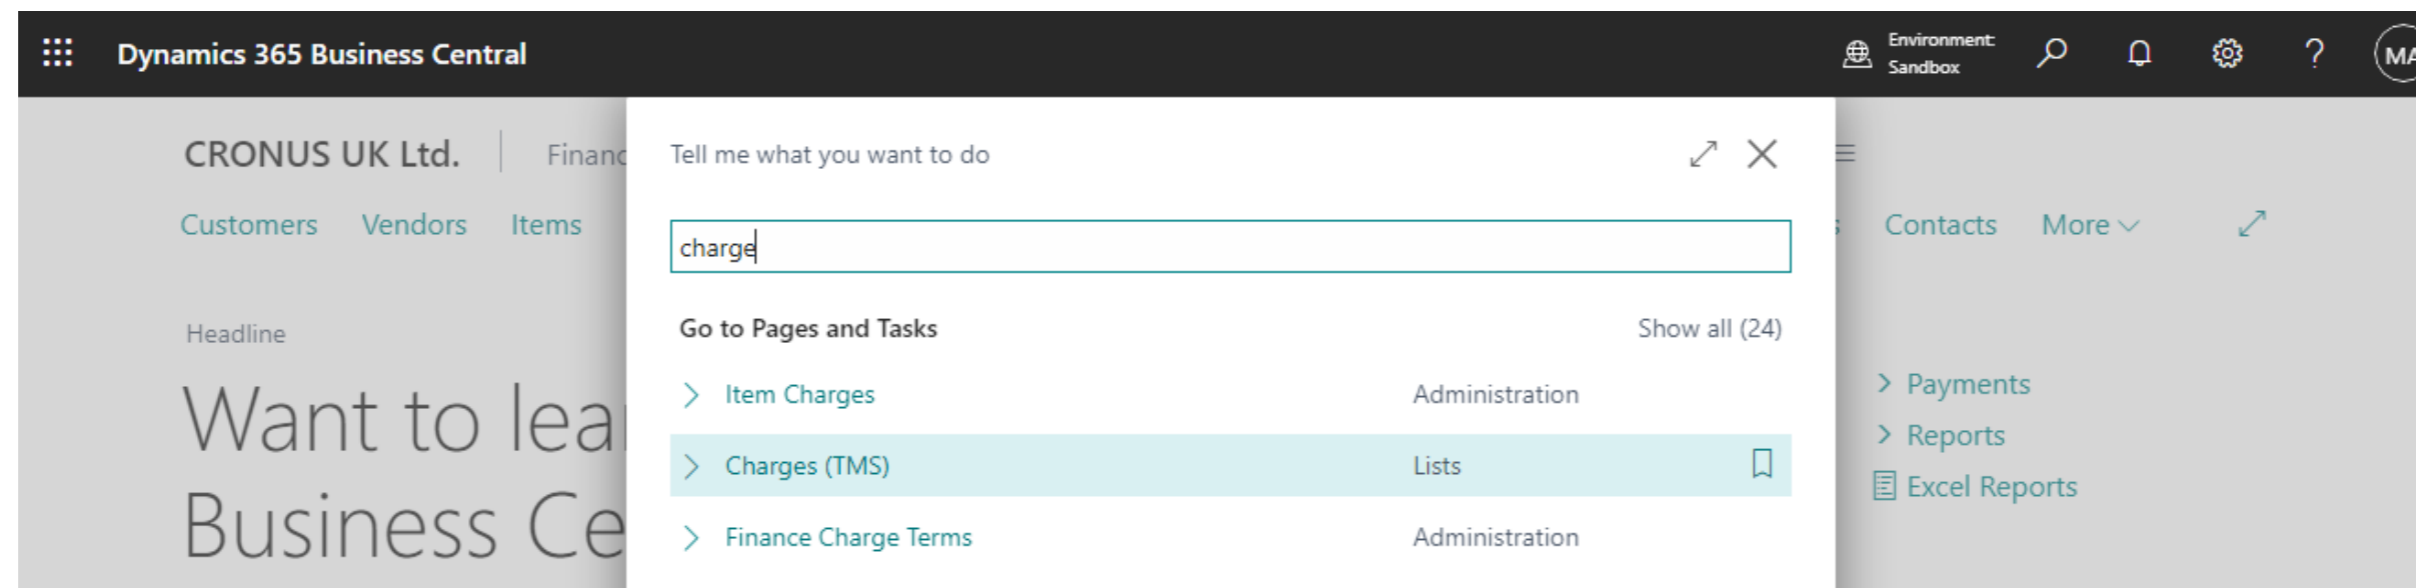 Dynamics 365 Business Central
Environment:
Sandbox
MA
CRONUS UK Ltd.
Financ
Customers Vendors Items
Contacts More
Headline
Want to lea
Business Ce
Tell me what you want to do
charge
Go to Pages and Tasks Show all (24)
Item Charges Administration
Charges (TMS) Lists
Finance Charge Terms Administration
Payments
Reports
Excel Reports